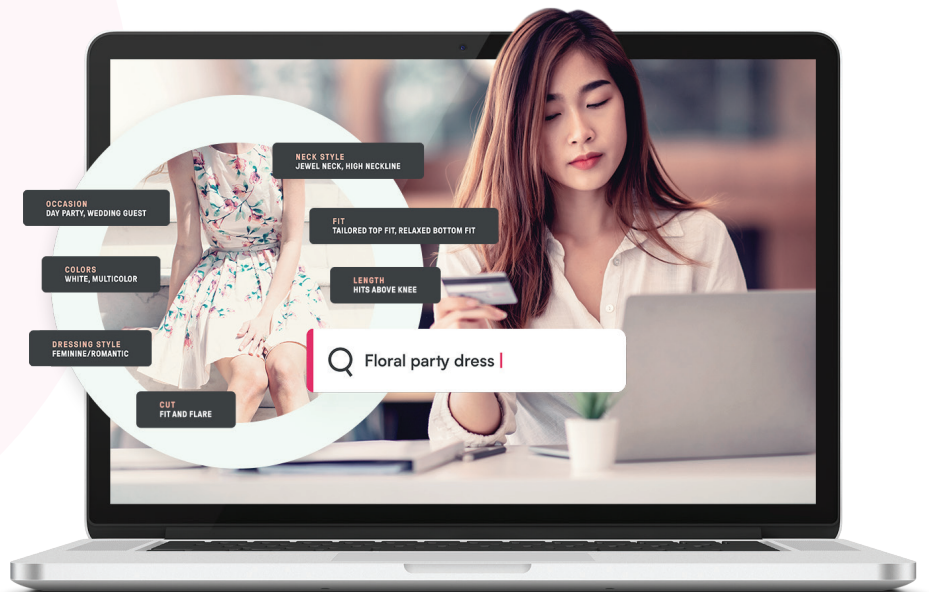 NECK STYLE
JEWEL NECK, HIGH NECKLINE
OCCASION
DAY PARTY, WEDDING GUEST
FIT
TAILORED TOP FIT, RELAXED BOTTOM FIT
COLORS
WHITE, MULTICOLOR
LENGTH
HITS ABOVE KNEE
DRESSING STYLE
FEMININE/ROMANTIC
Floral party dress
CUT
FIT AND FLARE